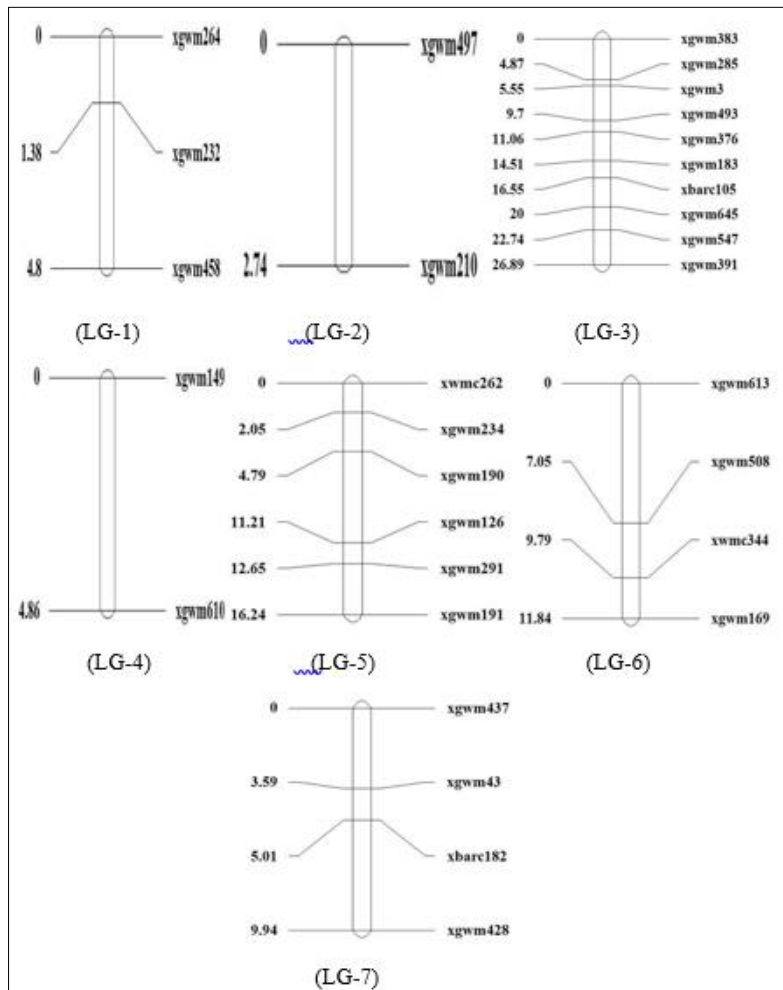 0 xgwm264
1.38 xgwm232
4.8 xgwm458
(LG-1)
0 xgwm497
2.74 xgwm210
(LG-2)
0 xgwm383
4.87 xgwm285
5.55 xgwm3
9.7 xgwm493
11.06 xgwm376
14.51 xgwm183
16.55 xbarc105
20 xgwm645
22.74 xgwm547
26.89 xgwm391
(LG-3)
0 xgwm149
4.86 xgwm610
(LG-4)
0 xwmc262
2.05 xgwm234
4.79 xgwm190
11.21 xgwm126
12.65 xgwm291
16.24 xgwm191
(LG-5)
0 xgwm613
7.05 xgwm508
9.79 xwmc344
11.84 xgwm169
(LG-6)
0 xgwm437
3.59 xgwm43
5.01 xbarc182
9.94 xgwm428
(LG-7)